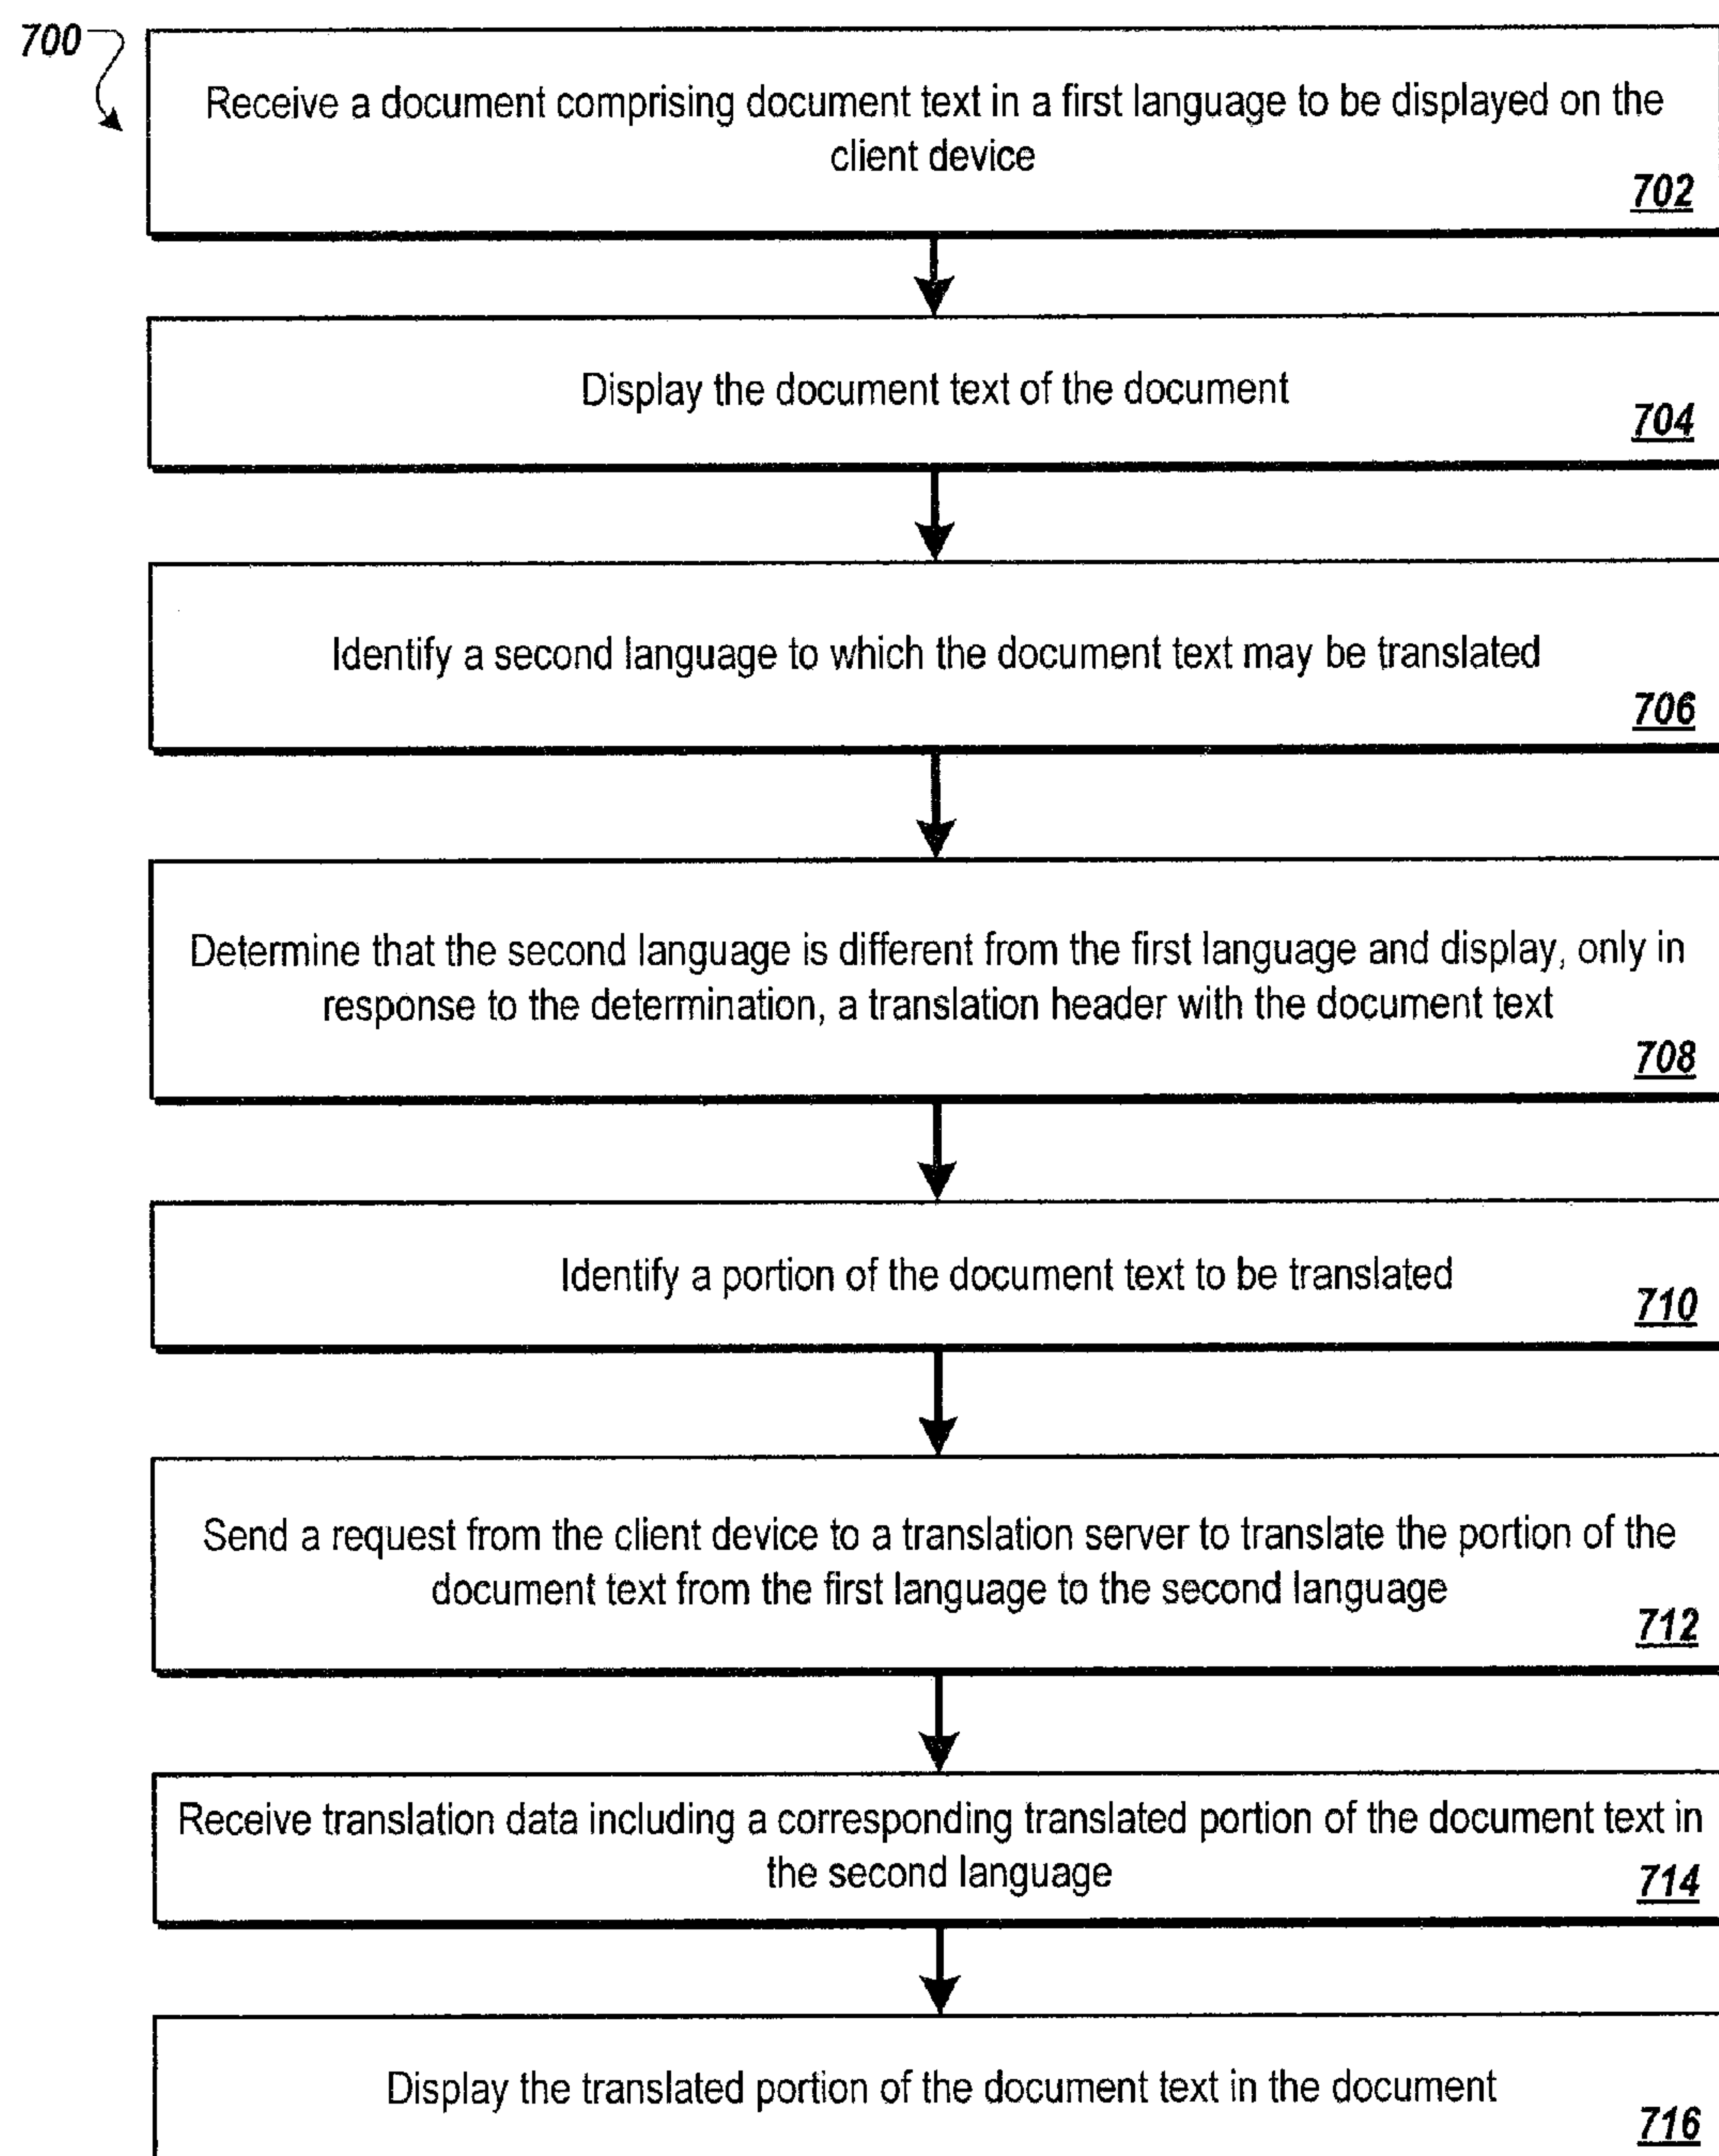 700
Receive a document comprising document text in a first language to be displayed on the
client device
702
Display the document text of the document
704
Identify a second language to which the document text may be translated
706
Determine that the second language is different from the first language and display, only in
response to the determination, a translation header with the document text
708
Identify a portion of the document text to be translated
710
Send a request from the client device to a translation server to translate the portion of the
document text from the first language to the second language
712
Receive translation data including a corresponding translated portion of the document text in
the second language
714
Display the translated portion of the document text in the document
716